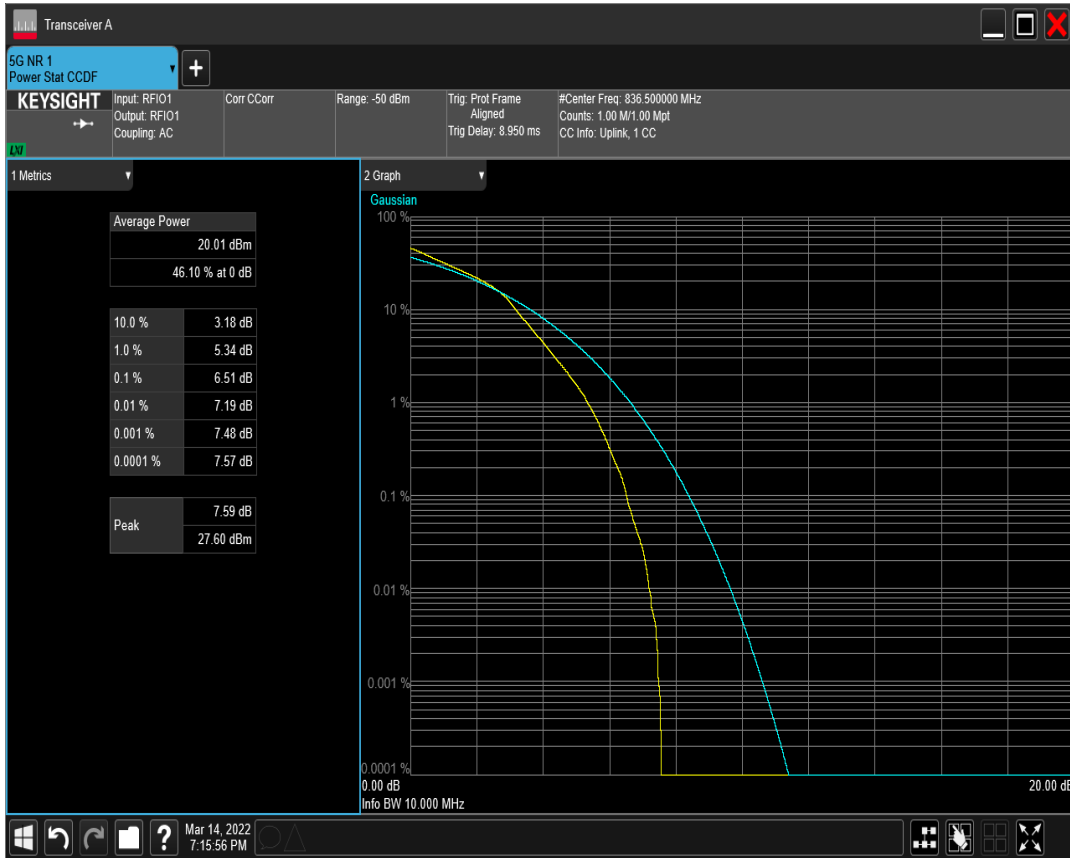 Transceiver A
5G NR 1
Power Stat CCDF
KEYSIGHT
LXI
Input: RFIO1
Output: RFIO1
Coupling: AC
Corr CCorr
Range: -50 dBm
Trig: Prot Frame
Aligned
Trig Delay: 8.950 ms
#Center Freq: 836.500000 MHz
Counts: 1.00 M/1.00 Mpt
CC Info: Uplink, 1 CC
1 Metrics
Average Power
20.01 dBm
46.10 % at 0 dB
10.0 % 3.18 dB
1.0 % 5.34 dB
0.1 % 6.51 dB
0.01 % 7.19 dB
0.001 % 7.48 dB
0.0001 % 7.57 dB
Peak
7.59 dB
27.60 dBm
2 Graph
Gaussian
100 %
10 %
1 %
0.1 %
0.01 %
0.001 %
0.0001 %
0.00 dB 20.00 dB
Info BW 10.000 MHz
?
Mar 14, 2022
7:15:56 PM